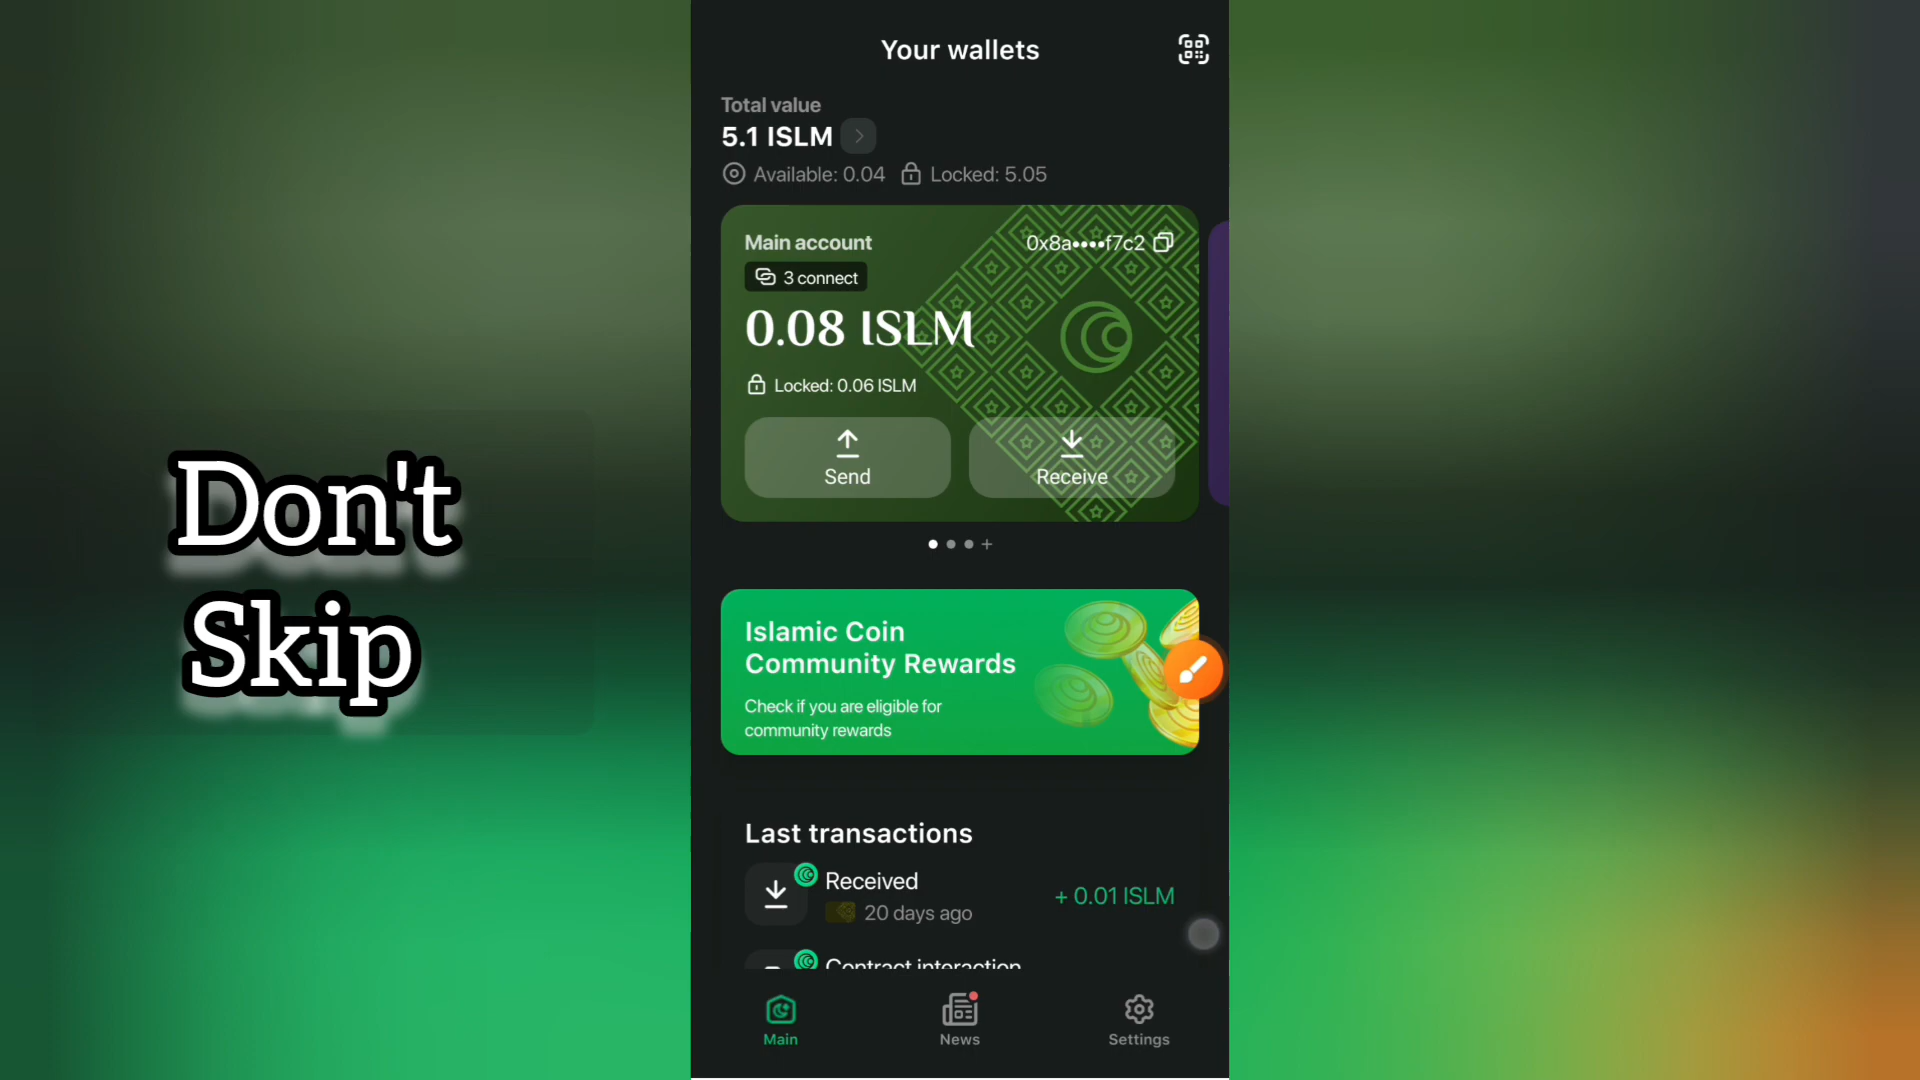 Your wallets
Total value
5.1 ISLM
Available: 0.04 Locked: 5.05
Main account 0x8a••••f7c2
3 connect
0.08 ISLM
Locked: 0.06 ISLM
Send Receive
Islamic Coin
Community Rewards
Check if you are eligible for
community rewards
Last transactions
Received
+ 0.01 ISLM
20 days ago
Contract interaction
Main News Settings
Don't
Skip